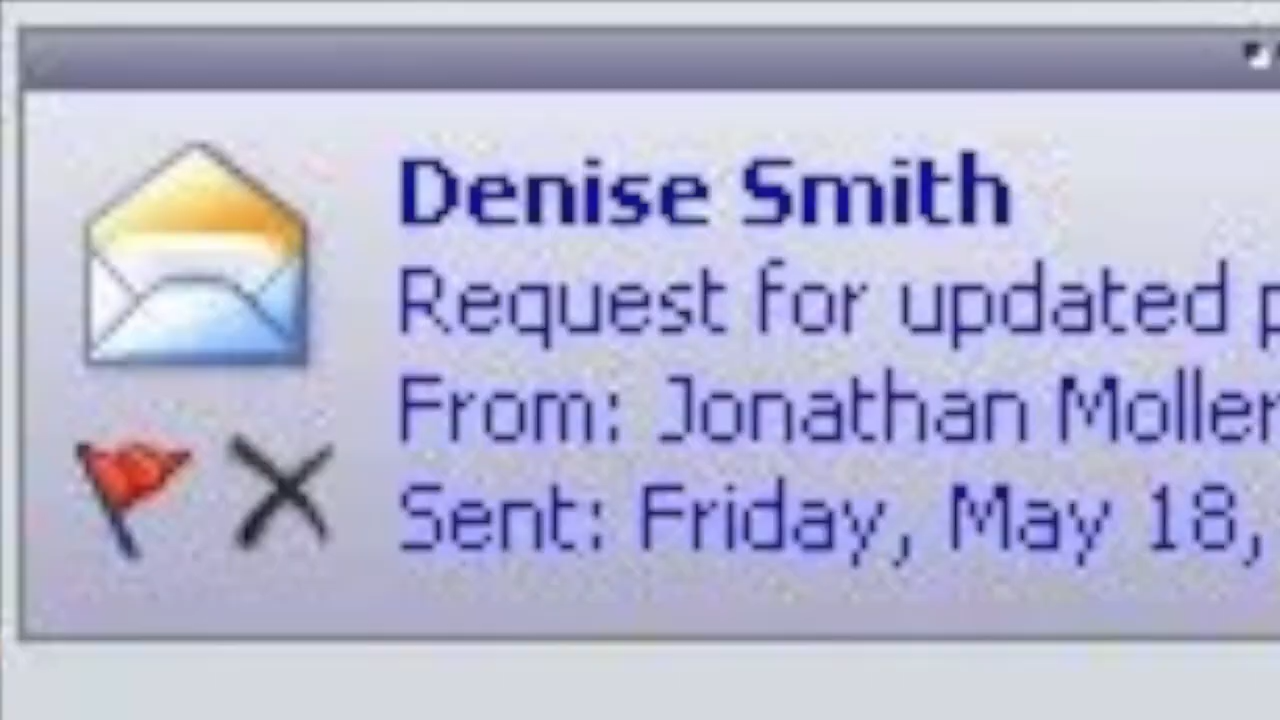 Denise Smith
Request for updated
From: Jonathan Moller
Sent: Friday, May 18,